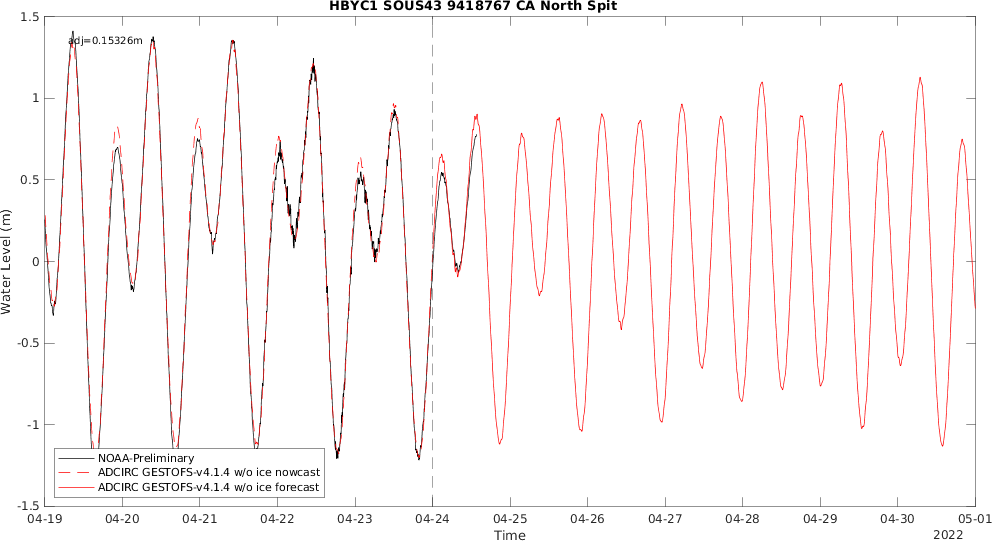 HBYC1 SOUS43 9418767 CA North Spit
adj=0.15326m
1.5
1
0.5
0
-0.5
-1
-1.5
Water Level (m)
NOAA-Preliminary
ADCIRC GESTOFS-v4.1.4 w/o ice nowcast
ADCIRC GESTOFS-v4.1.4 w/o ice forecast
04-19 04-20 04-21 04-22 04-23 04-24 04-25 04-26 04-27 04-28 04-29 04-30 05-01
Time
2022